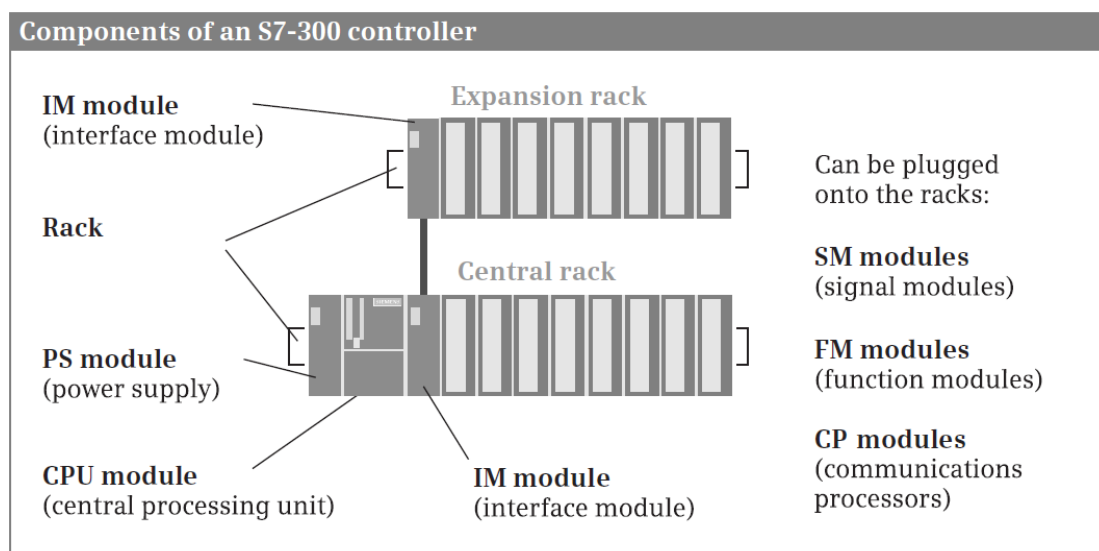 Components of an S7-300 controller
IM module
(interface module)
Expansion rack
Can be plugged
onto the racks:
Rack
Central rack
SM modules
(signal modules)
PS module
(power supply)
FM modules
(function modules)
CPU module
(central processing unit)
IM module
(interface module)
CP modules
(communications
processors)
SIEMENS